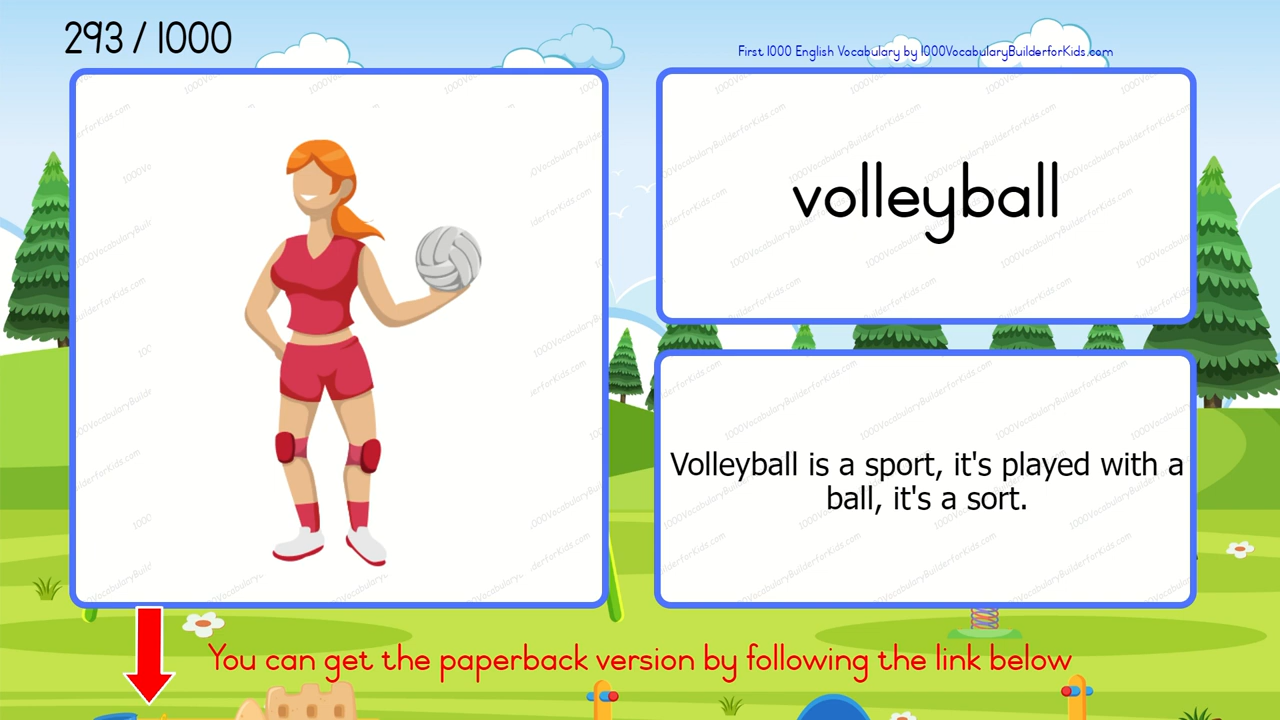 293 / 1000
First 1000 English Vocabulary by 1000VocabularyBuilderforKids.com
volleyball
Volleyball is a sport, it's played with a
ball, it's a sort.
You can get the paperback version by following the link below